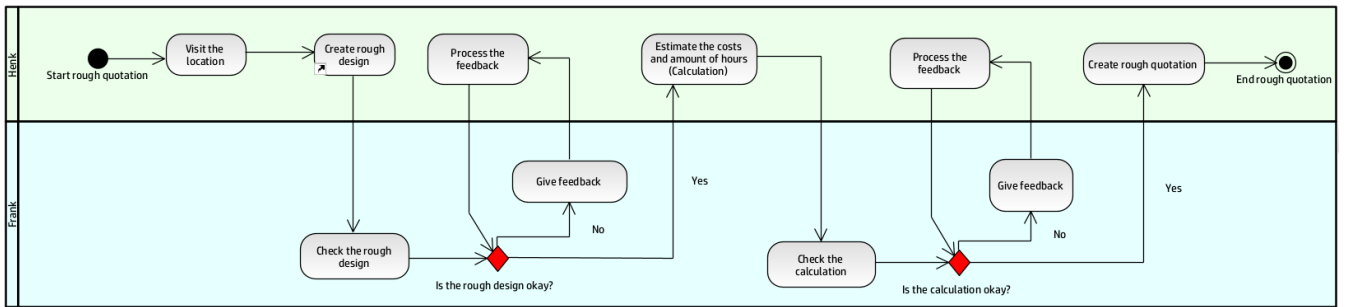 Henk
Start rough quotation
Visit the
location
Create rough
design
Process the
feedback
Estimate the costs
and amount of hours
(Calculation)
Process the
feedback
Create rough quotation
End rough quotation
Frank
Check the rough
design
Is the rough design okay?
Give feedback
No
Yes
Check the
calculation
Is the calculation okay?
Give feedback
No
Yes